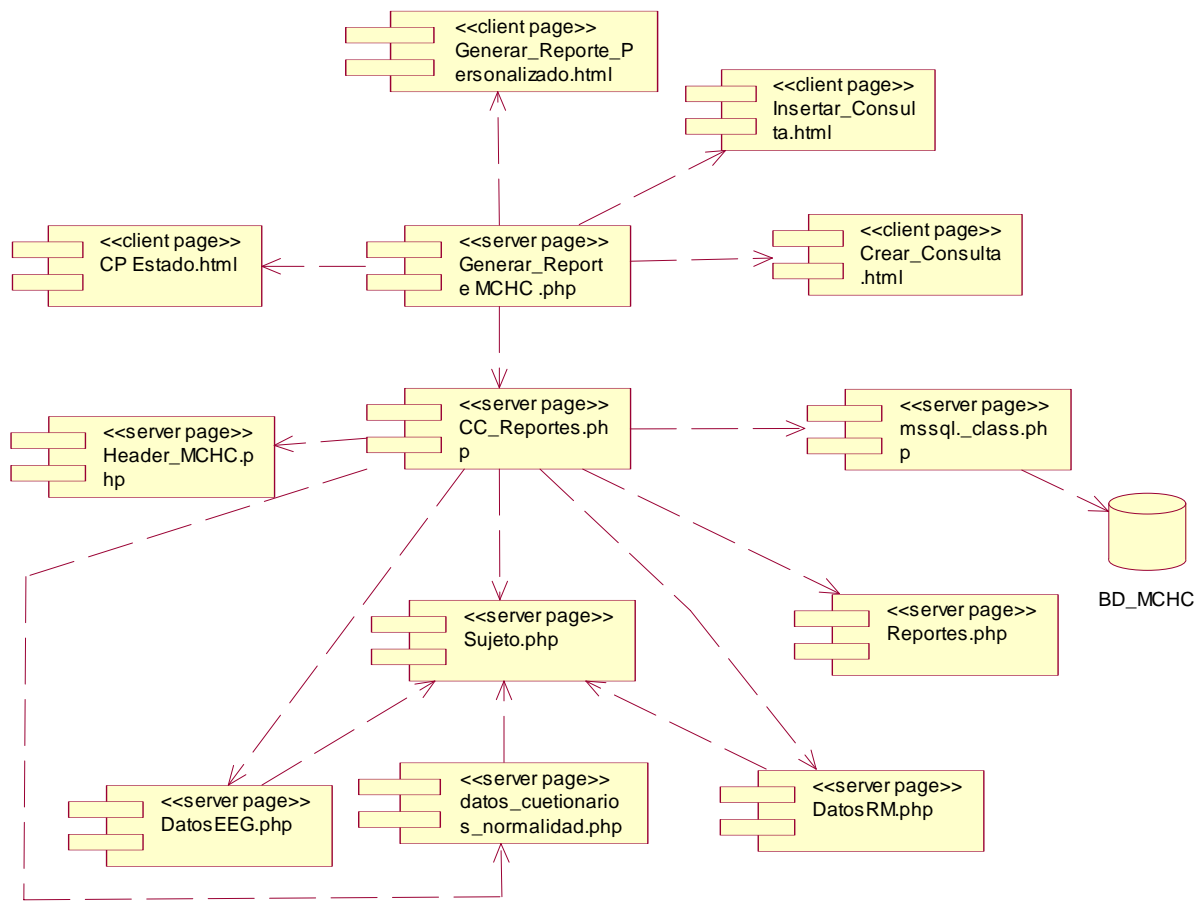 <<client page>>
Generar_Reporte_P
ersonalizado.html
<<client page>>
Insertar_Consul
ta.html
<<client page>>
CP Estado.html
<<server page>>
Generar_Report
e MCHC .php
<<client page>>
Crear_Consulta
.html
<<server page>>
Header_MCHC.p
hp
<<server page>>
CC_Reportes.ph
p
<<server page>>
mssql._class.ph
p
BD_MCHC
<<server page>>
Sujeto.php
<<server page>>
Reportes.php
<<server page>>
DatosEEG.php
<<server page>>
datos_cuetionario
s_normalidad.php
<<server page>>
DatosRM.php